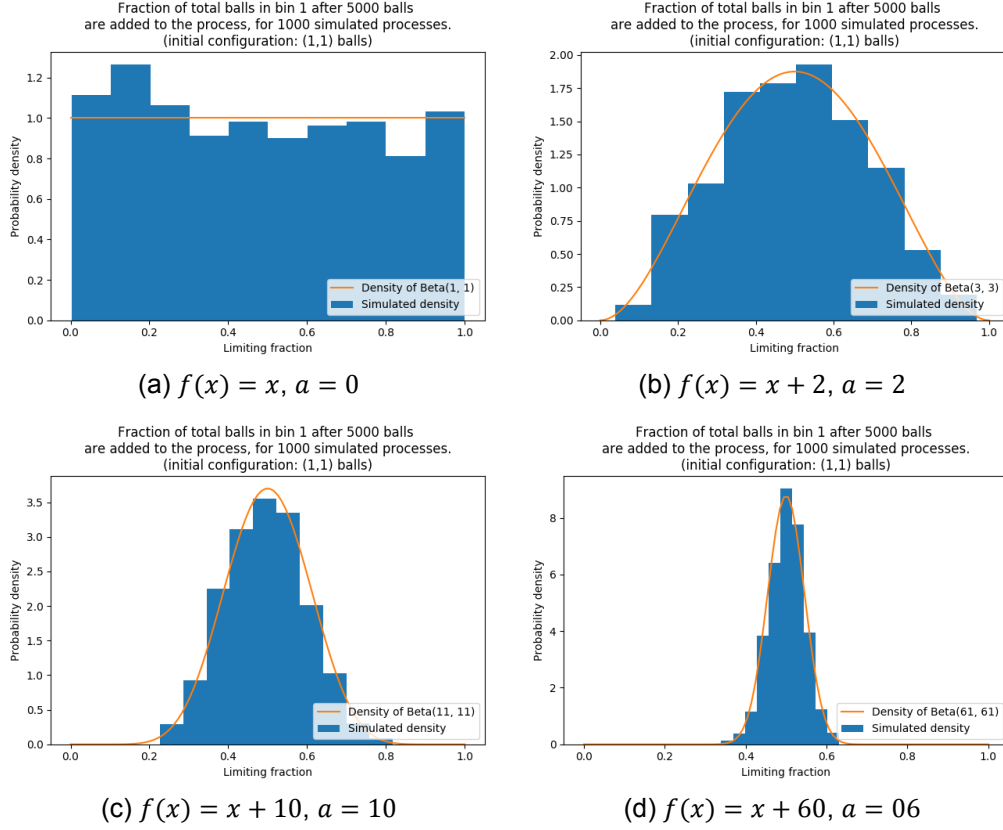 Fraction of total balls in bin 1 after 5000 balls
are added to the process, for 1000 simulated processes.
(initial configuration: (1,1) balls)
Probability density
1.2
1.0
0.8
0.6
0.4
0.2
0.0
0.0 0.2 0.4 0.6 0.8 1.0
Limiting fraction
Density of Beta(1, 1)
Simulated density
(a) f(x) = x, a = 0
Fraction of total balls in bin 1 after 5000 balls
are added to the process, for 1000 simulated processes.
(initial configuration: (1,1) balls)
Probability density
2.00
1.75
1.50
1.25
1.00
0.75
0.50
0.25
0.00
0.0 0.2 0.4 0.6 0.8 1.0
Limiting fraction
Density of Beta(3, 3)
Simulated density
(b) f(x) = x + 2, a = 2
Fraction of total balls in bin 1 after 5000 balls
are added to the process, for 1000 simulated processes.
(initial configuration: (1,1) balls)
Probability density
3.5
3.0
2.5
2.0
1.5
1.0
0.5
0.0
0.0 0.2 0.4 0.6 0.8 1.0
Limiting fraction
Density of Beta(11, 11)
Simulated density
(c) f(x) = x + 10, a = 10
Fraction of total balls in bin 1 after 5000 balls
are added to the process, for 1000 simulated processes.
(initial configuration: (1,1) balls)
Probability density
8
6
4
2
0
0.0 0.2 0.4 0.6 0.8 1.0
Limiting fraction
Density of Beta(61, 61)
Simulated density
(d) f(x) = x + 60, a = 06